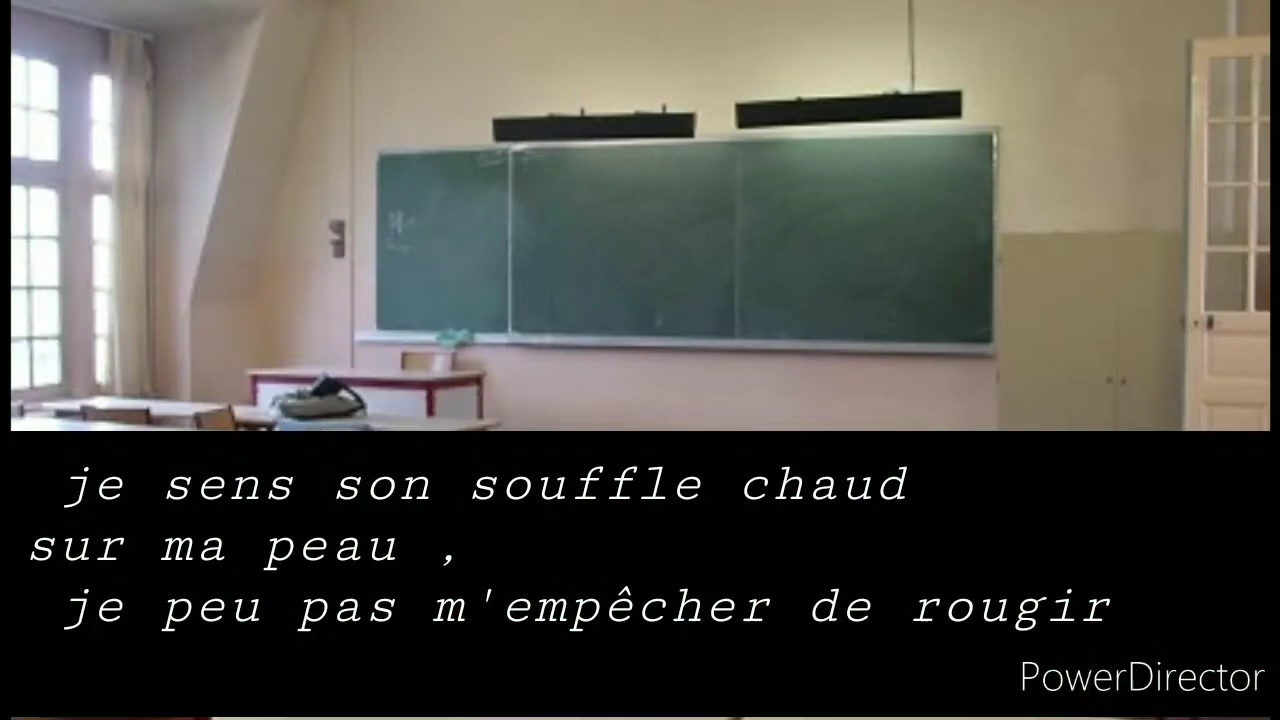 je sens son souffle chaud
sur ma peau ,
je peu pas m'empêcher de rougir
PowerDirector